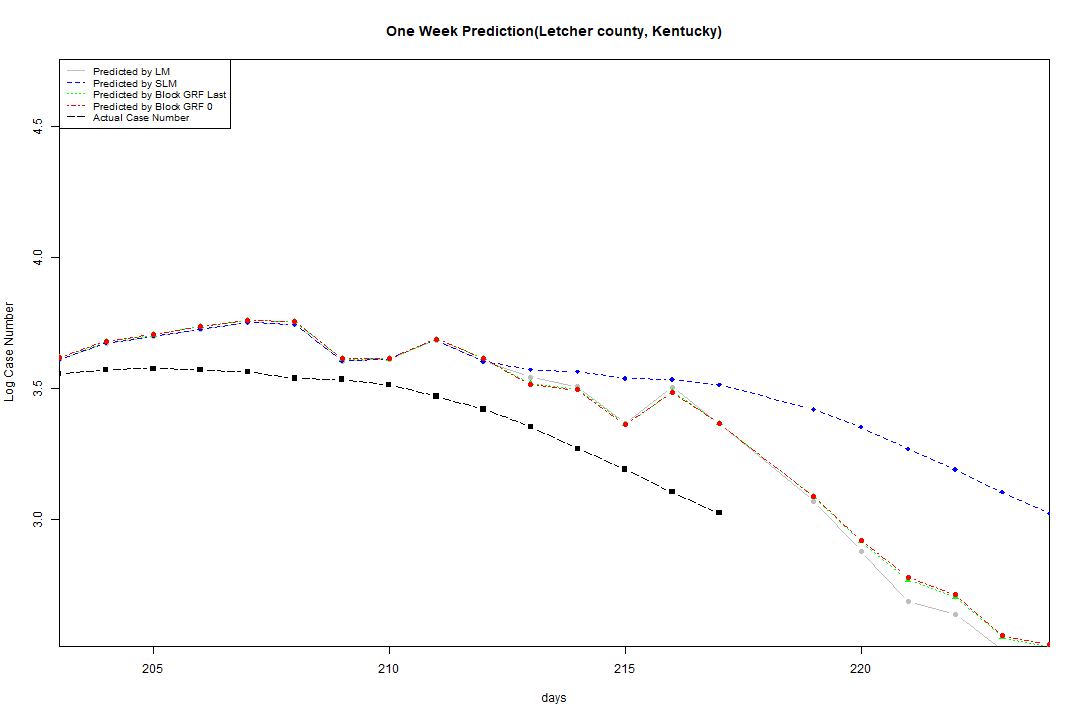 One Week Prediction(Letcher county, Kentucky)
Predicted by LM
Predicted by SLM
Predicted by Block GRF Last
Predicted by Block GRF 0
Actual Case Number
4.5
4.0
3.5
3.0
Log Case Number
205
210
215
220
days